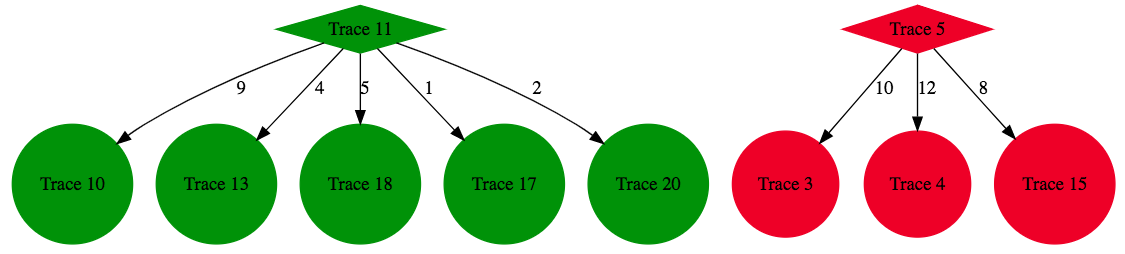 Trace 11
Trace 5
9
4
5
1
2
10
12
8
Trace 10
Trace 13
Trace 18
Trace 17
Trace 20
Trace 3
Trace 4
Trace 15